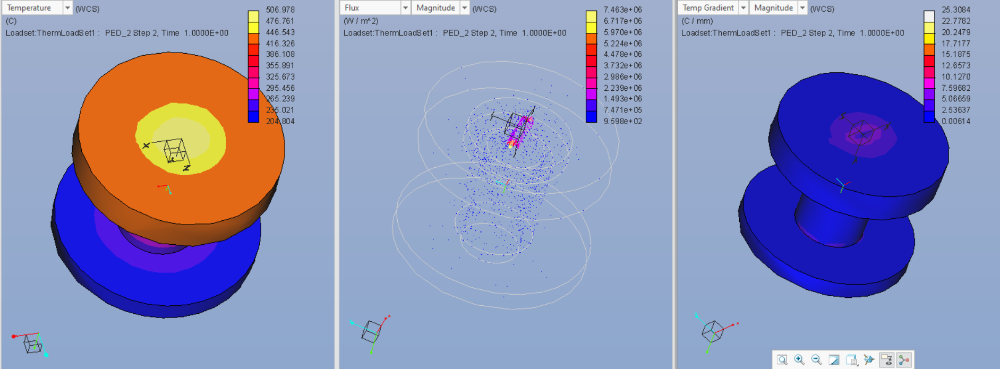 Temperature (WCS)
(C)
Loadset:ThermLoadSet1 : PED_2 Step 2, Time 1.0000E+00
506.978
476.761
446.543
416.326
386.108
355.891
325.673
295.456
265.239
235.021
204.804
X
Z
Flux Magnitude (WCS)
(W / m^2)
Loadset:ThermLoadSet1 : PED_2 Step 2, Time 1.0000E+00
7.463e+06
6.717e+06
5.970e+06
5.224e+06
4.478e+06
3.732e+06
2.986e+06
2.239e+06
1.493e+06
7.471e+05
9.598e+02
Temp Gradient Magnitude (WCS)
(C / mm)
Loadset:ThermLoadSet1 : PED_2 Step 2, Time 1.0000E+00
25.3084
22.7782
20.2479
17.7177
15.1875
12.6573
10.1270
7.59682
5.06659
2.53637
0.00614